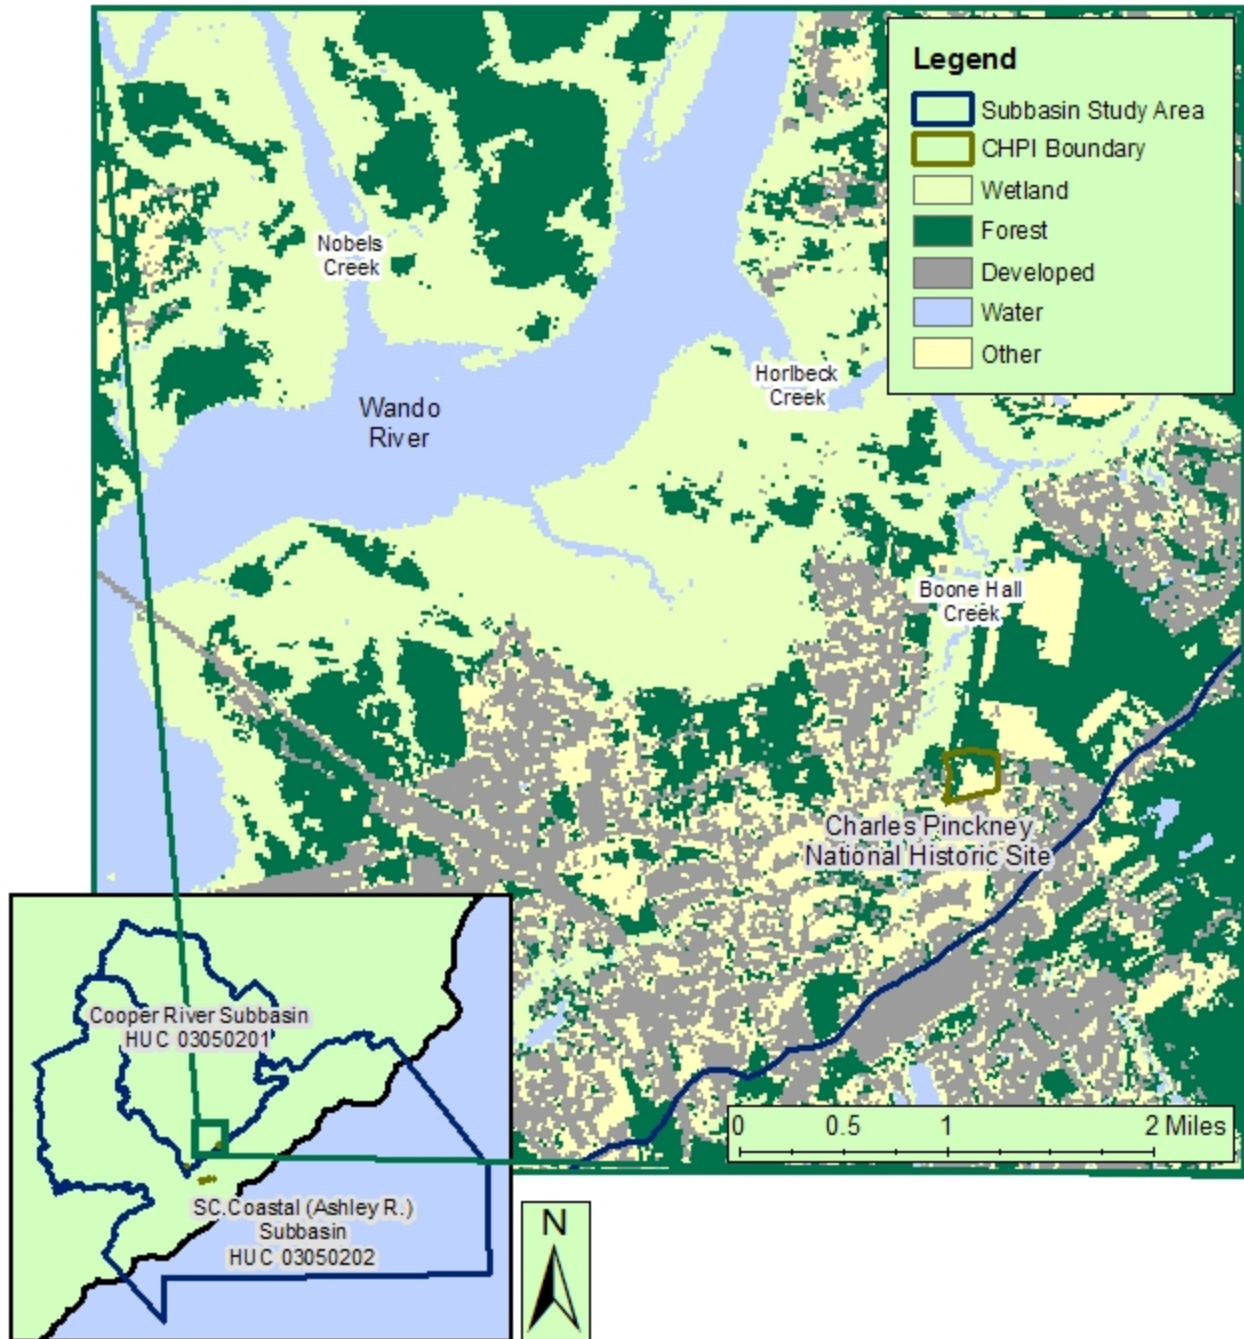 Legend
Subbasin Study Area
CHPI Boundary
Wetland
Forest
Developed
Water
Other
Nobels
Creek
Horlbeck
Creek
Wando
River
Boone Hall
Creek
Charles Pinckney
National Historic Site
Cooper River Subbasin
HUC 03050201
SC.Coastal (Ashley R.)
Subbasin
HUC 03050202
0 0.5 1 2 Miles
N